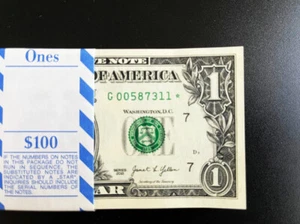 Ones
$100
IF THE NUMBERS ON NOTES
IN THIS PACKAGE DO NOT
RUN IN SEQUENCE, THE
SUBSTITUTED NOTES ARE
INDICATED BY A "STAR"
INQUIRIES SHOULD INCLUDE
THE SERIAL NUMBERS OF
THE NOTES.
OF AMERICA
1
G 00587311 *
WASHINGTON, D.C.
7
7
SERIES
AR
1